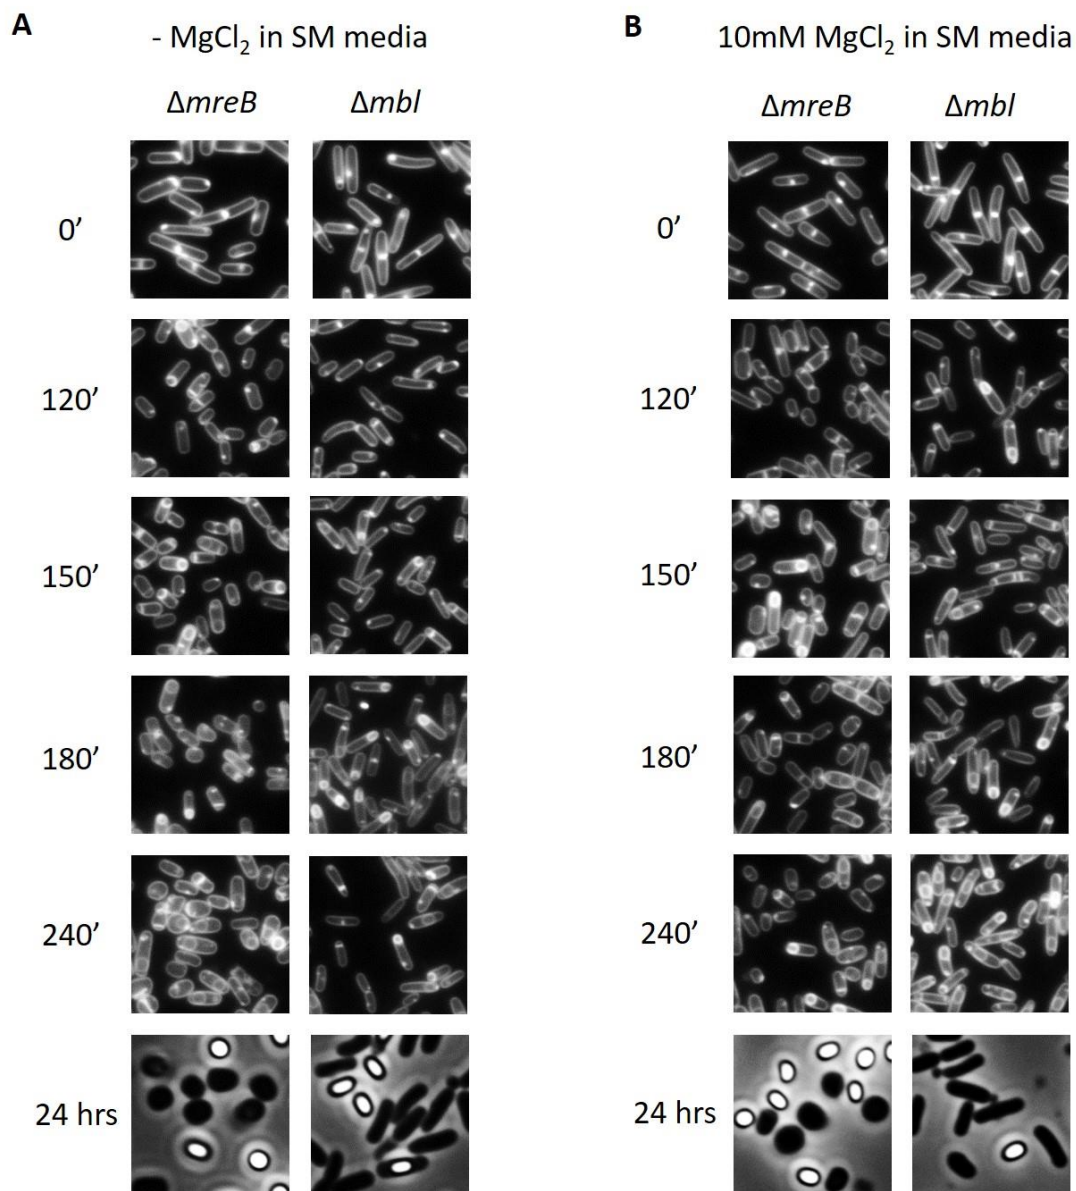 A
- MgCl₂ in SM media
ΔmreB Δmbl
0’
120’
150’
180’
240’
24 hrs
B
10mM MgCl₂ in SM media
ΔmreB Δmbl
0’
120’
150’
180’
240’
24 hrs